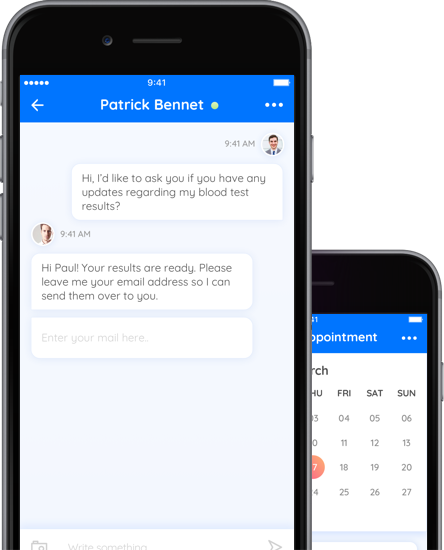 9:41
Patrick Bennet
9:41 AM
Hi, I'd like to ask you if you have any
updates regarding my blood test
results?
9:41 AM
Hi Paul! Your results are ready. Please
leave me your email address so I can
send them over to you.
Enter your mail here..
Write something
41
ppointment
rch
HU FRI SAT SUN
03 04 05 06
0 11 12 13
7 18 19 20
4 25 26 27